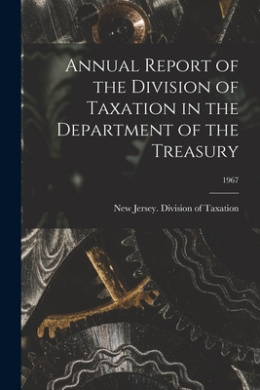 Annual Report of
the Division of
Taxation in the
Department of the
Treasury
1967
New Jersey. Division of Taxation